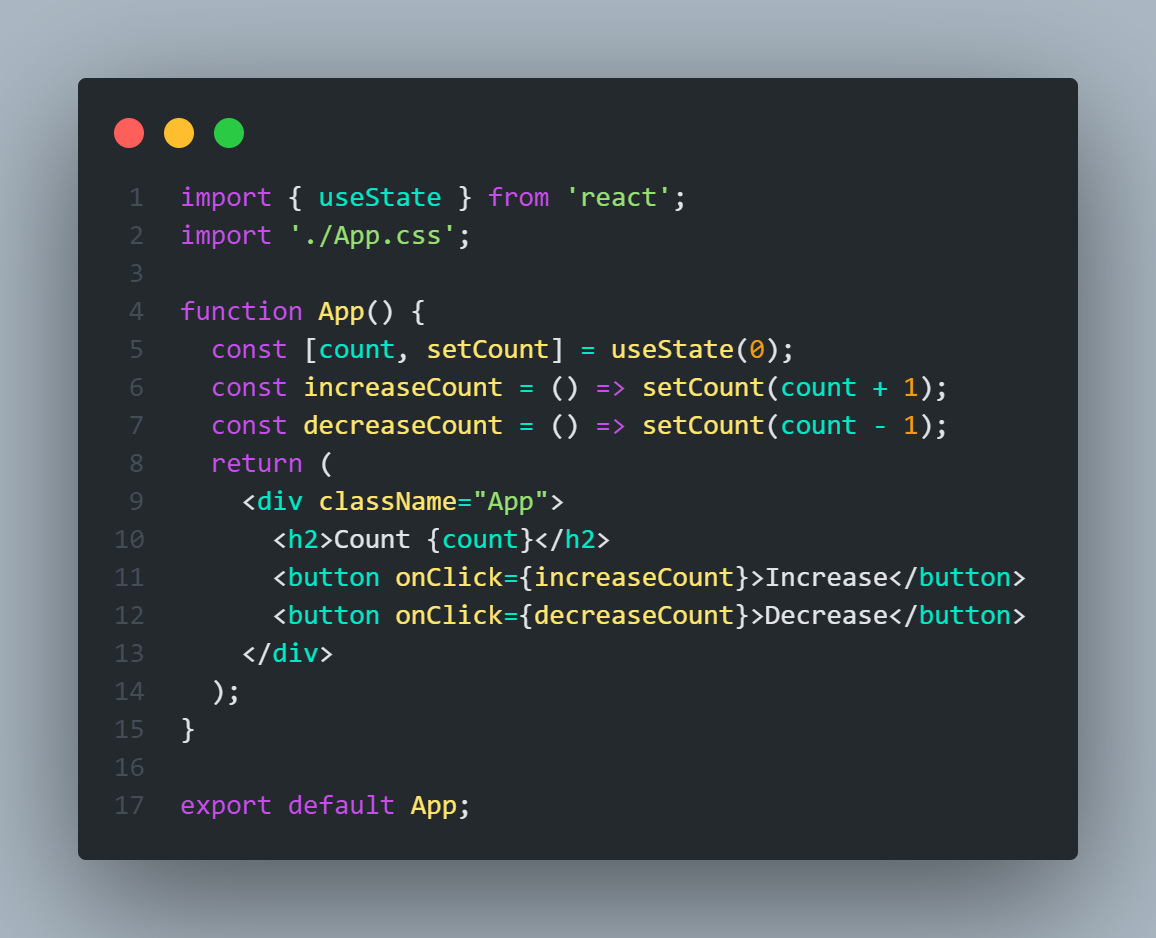 1 import { useState } from 'react';
2 import './App.css';
3
4 function App() {
5   const [count, setCount] = useState(0);
6   const increaseCount = () => setCount(count + 1);
7   const decreaseCount = () => setCount(count - 1);
8   return (
9     <div className="App">
10       <h2>Count {count}</h2>
11       <button onClick={increaseCount}>Increase</button>
12       <button onClick={decreaseCount}>Decrease</button>
13     </div>
14   );
15 }
16
17 export default App;